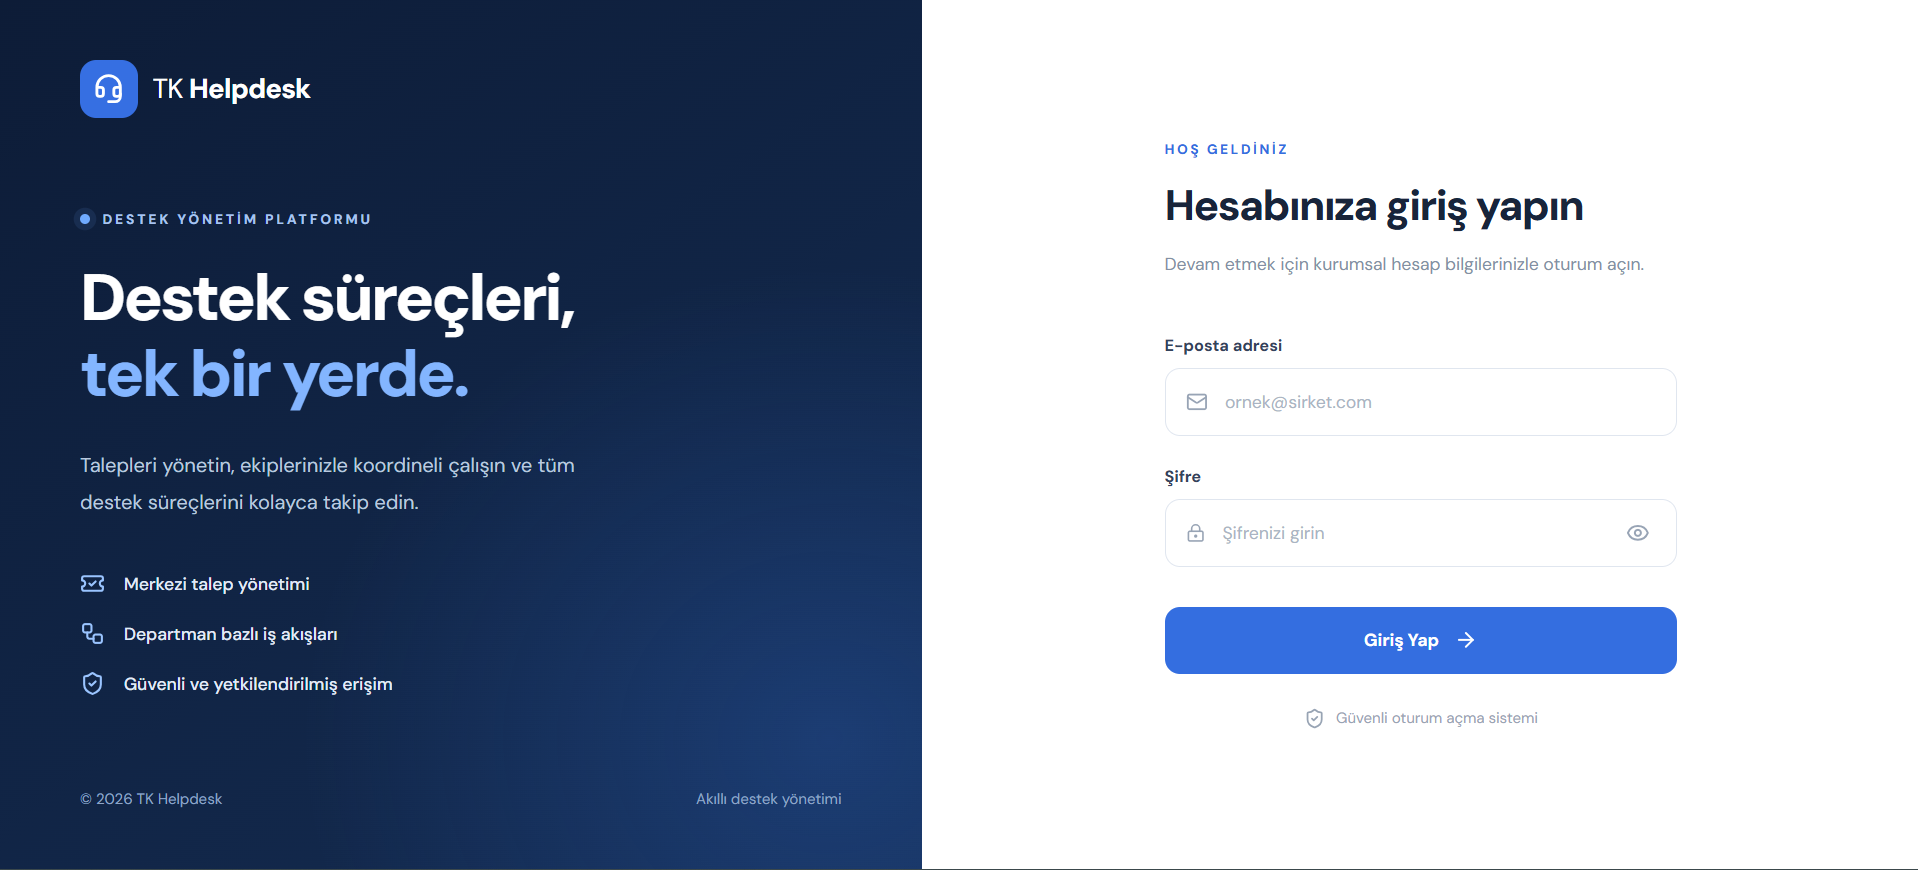 TK Helpdesk
DESTEK YÖNETİM PLATFORMU
Destek süreçleri,
tek bir yerde.
Talepleri yönetin, ekiplerinizle koordineli çalışın ve tüm
destek süreçlerini kolayca takip edin.
Merkezi talep yönetimi
Departman bazlı iş akışları
Güvenli ve yetkilendirilmiş erişim
© 2026 TK Helpdesk
Akıllı destek yönetimi
HOŞ GELDİNİZ
Hesabınıza giriş yapın
Devam etmek için kurumsal hesap bilgilerinizle oturum açın.
E-posta adresi
ornek@sirket.com
Şifre
Şifrenizi girin
Giriş Yap
Güvenli oturum açma sistemi